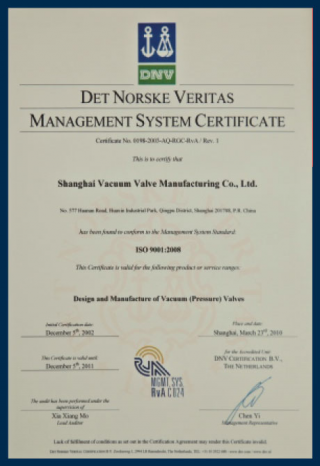 DNV
DET NORSKE VERITAS
MANAGEMENT SYSTEM CERTIFICATE
Certificate No. 0198-2003-AQ-RGC-RvA / Rev. 1
This is to certify that
Shanghai Vacuum Valve Manufacturing Co., Ltd.
No. 577 Road, Industrial Park, Qingpu District, Shanghai 201700, P.R. China
has been found to conform to the Management System Standard:
ISO 9001:2008
This Certificate is valid for the following product or service ranges:
Design and Manufacture of Vacuum (Pressure) Valves
Initial Certification date:
December 5th, 2002
Place and date:
Shanghai, March 23rd, 2010
This Certificate is valid until:
December 5th, 2011
for the Accredited Unit:
DNV CERTIFICATION B.V.,
THE NETHERLANDS
MGMT. SYS.
RvA C 024
The audit has been performed under the
supervision of
Xia Xiang Mo
Lead Auditor
Chen Yi
Management Representative
Lack of fulfilment of conditions as set out in the Certification Agreement may render this Certificate invalid.